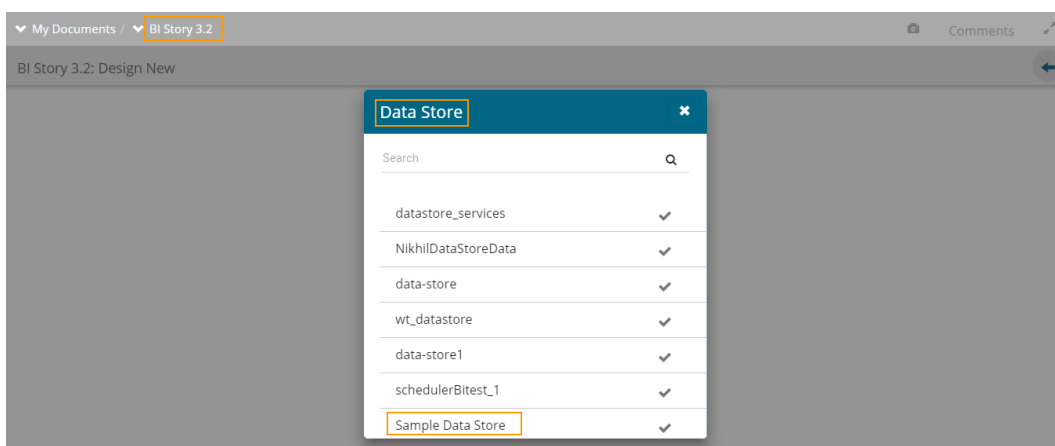 My Documents / BI Story 3.2 Comments
BI Story 3.2: Design New
Data Store
Search
datastore_services
NikhilDataStoreData
data-store
wt_datastore
data-store1
schedulerBitest_1
Sample Data Store